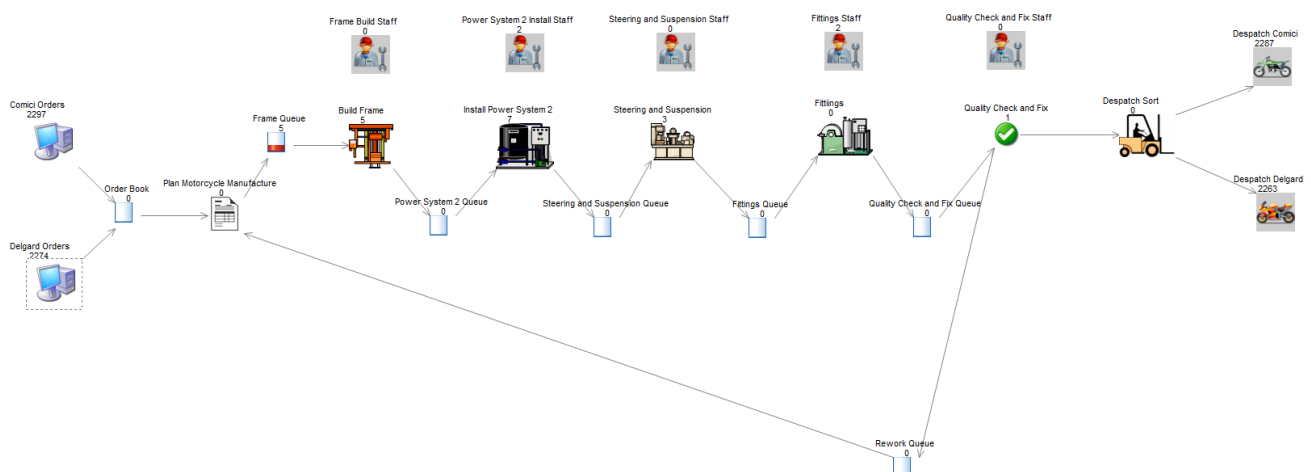 Frame Build Staff
0
Power System 2 Install Staff
2
Steering and Suspension Staff
0
Fittings Staff
2
Quality Check and Fix Staff
0
Despatch Comici
2287
Comici Orders
2297
Frame Queue
5
Build Frame
5
Install Power System 2
7
Steering and Suspension
3
Fittiings
0
Quality Check and Fix
1
Despatch Sort
0
Order Book
0
Plan Motorcycle Manufacture
0
Power System 2 Queue
0
Steering and Suspension Queue
0
Fittings Queue
0
Quality Check and Fix Queue
0
Despatch Delgard
2263
Delgard Orders
2274
Rework Queue
0